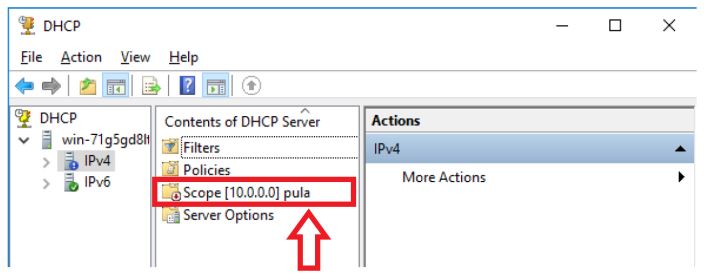 DHCP
File Action View Help
DHCP
win-71g5gd8lt
IPv4
IPv6
Contents of DHCP Server
Filters
Policies
Scope [10.0.0.0] pula
Server Options
Actions
IPv4
More Actions